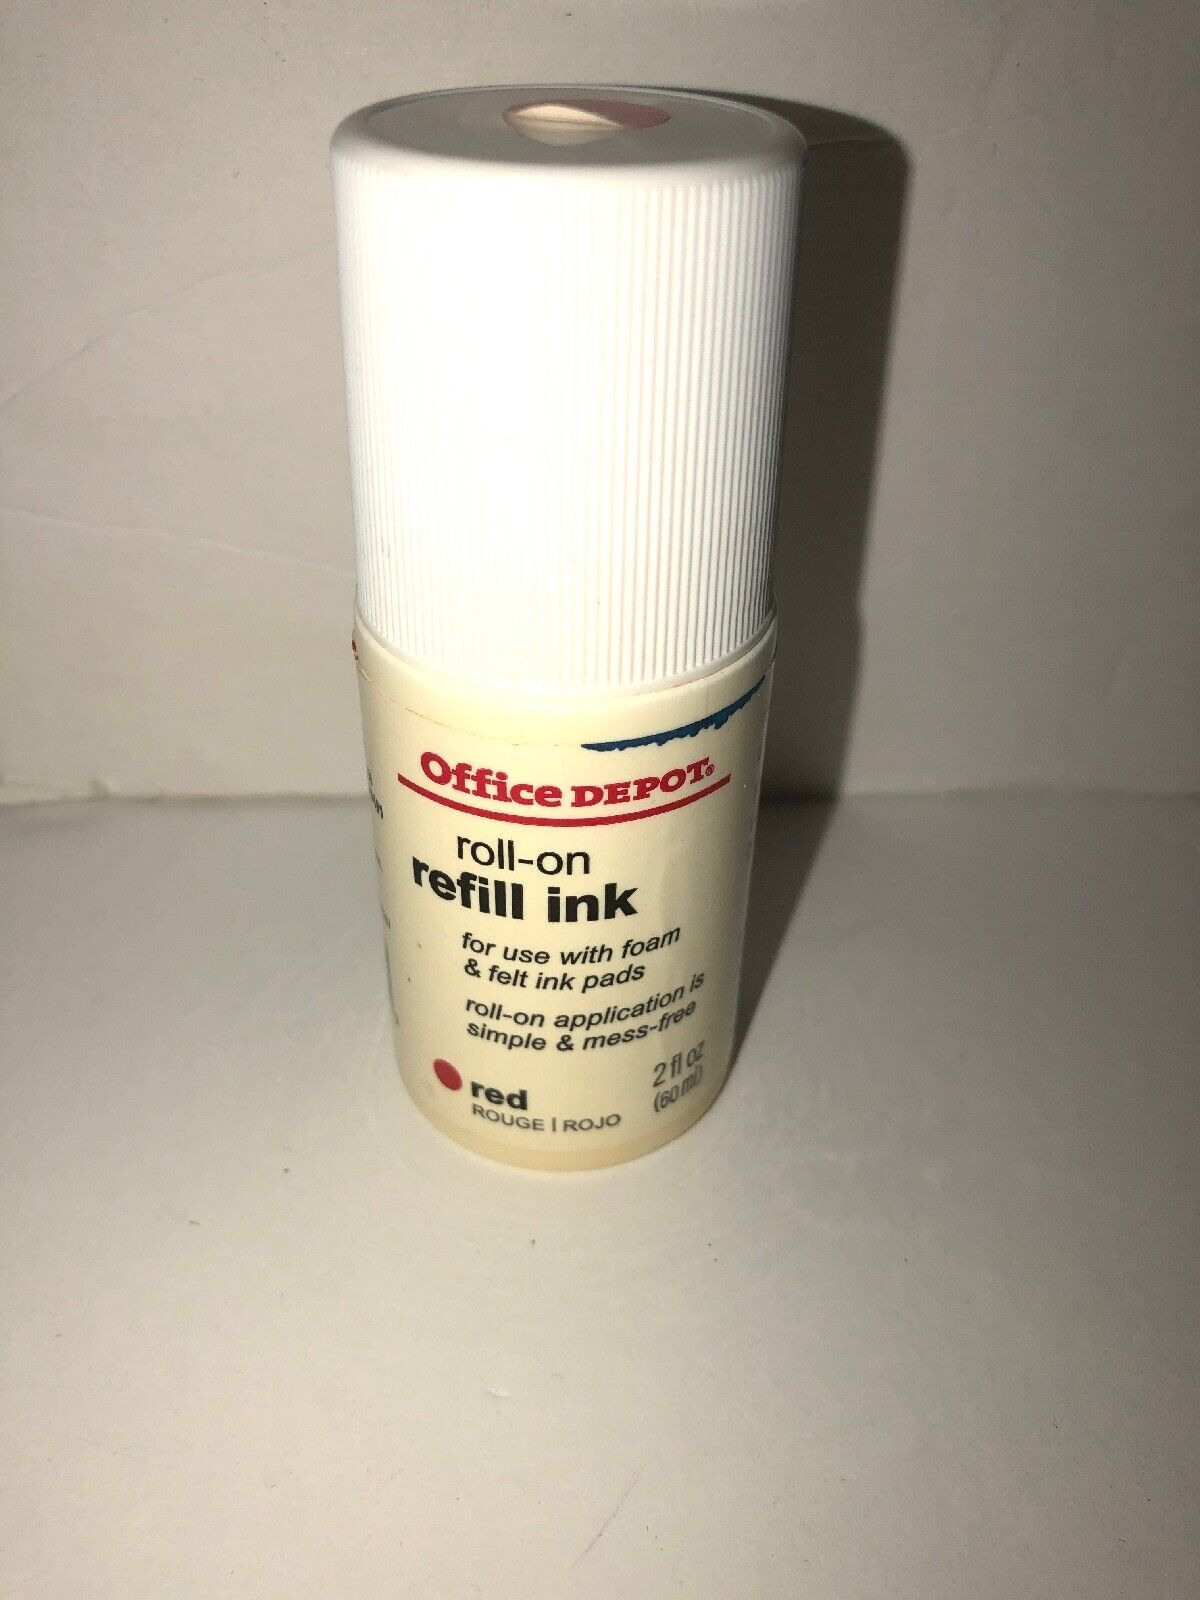 Office DEPOT®
roll-on
refill ink
for use with foam
& felt ink pads
roll-on application is
simple & mess-free
red
ROUGE | ROJO
2 fl oz
(60 ml)